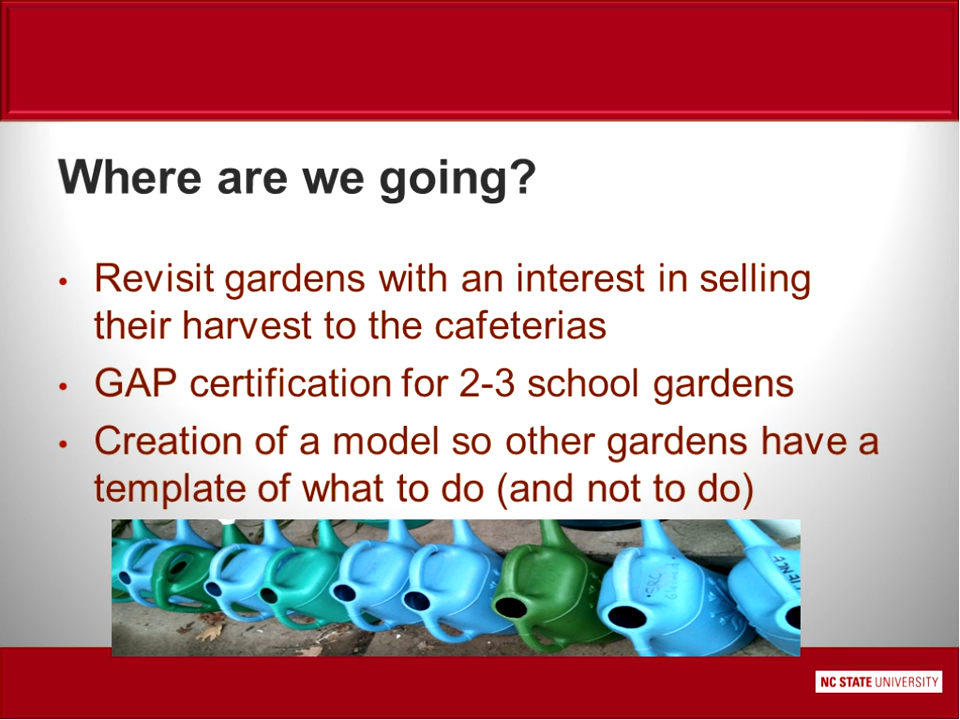 Where are we going?
• Revisit gardens with an interest in selling
their harvest to the cafeterias
• GAP certification for 2-3 school gardens
• Creation of a model so other gardens have a
template of what to do (and not to do)
SRC
IENCE
NC STATE UNIVERSITY